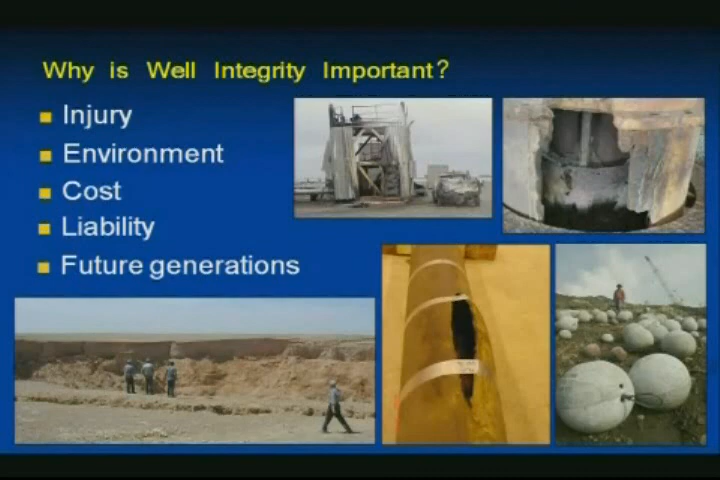 Why is Well Integrity Important?
Injury
Environment
Cost
Liability
Future generations